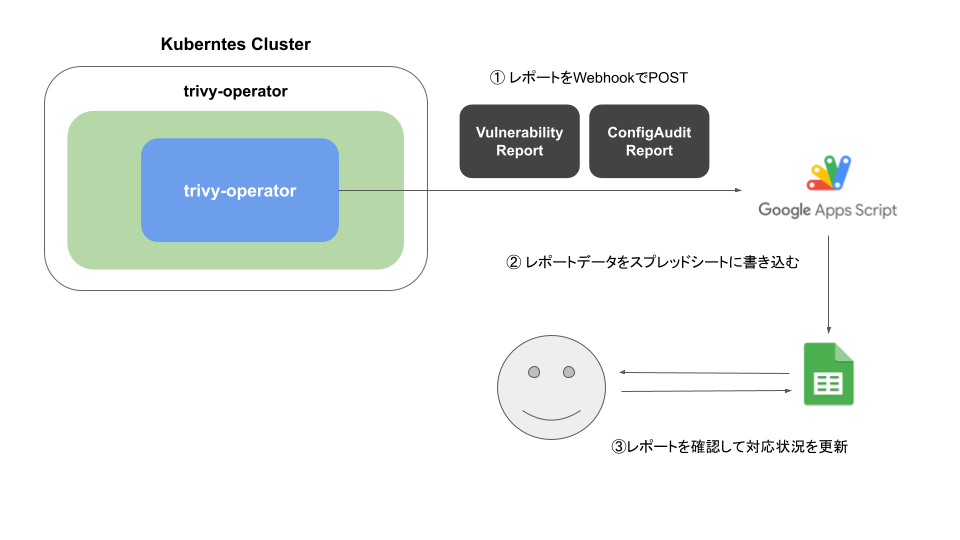 Kuberntes Cluster
trivy-operator
trivy-operator
① レポートをWebhookでPOST
Vulnerability
Report
ConfigAudit
Report
Google Apps Script
② レポートデータをスプレッドシートに書き込む
③レポートを確認して対応状況を更新